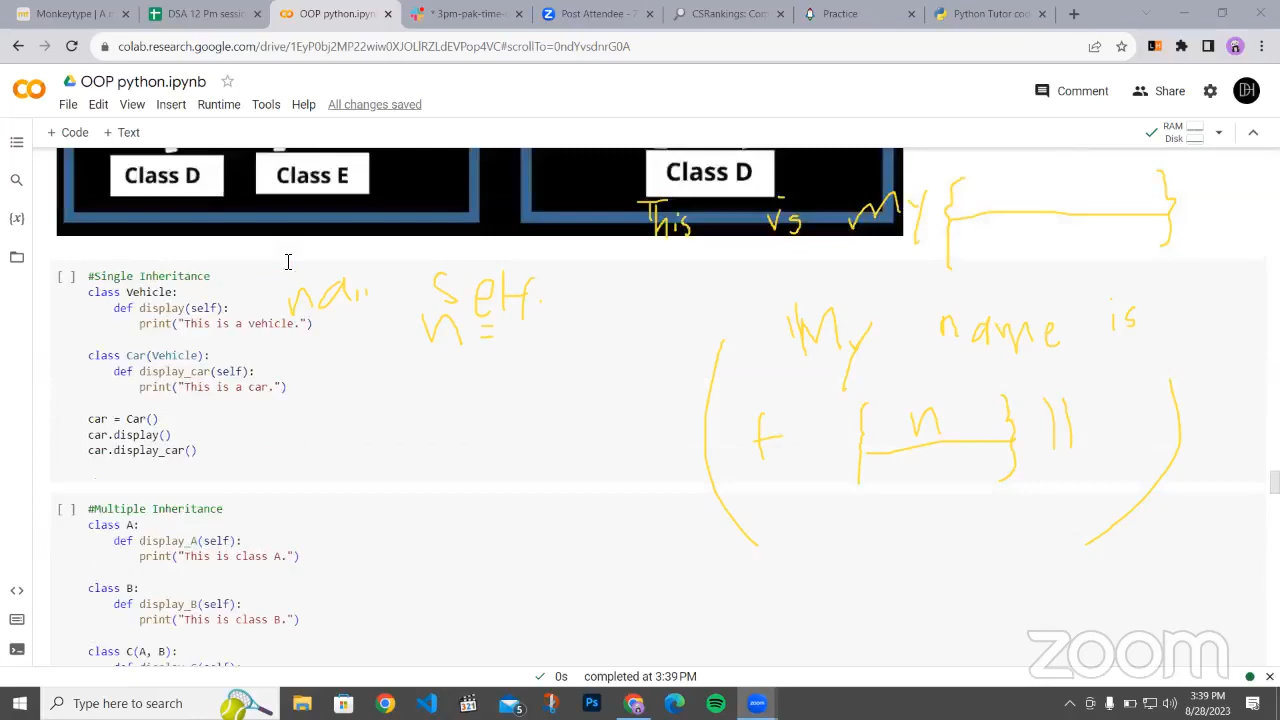 Monkeytype | A mi
DSA 12 Pm sessi
OOP python.ipynb
* 3pm-pak-time-
Post Attendee - Z
CSRankings: Com
Practice
Python Tutor cod
colab.research.google.com/drive/1EyP0bj2MP22wiw0XJOLlRZLdEVPop4VC#scrollTo=0ndYvsdnrG0A
OOP python.ipynb
File Edit View Insert Runtime Tools Help All changes saved
Comment Share DH
+ Code + Text
RAM
Disk
Class D Class E Class D
This is My { }
[ ] #Single Inheritance
class Vehicle:
def display(self):
print("This is a vehicle.")
self.
n =
class Car(Vehicle):
def display_car(self):
print("This is a car.")
car = Car()
car.display()
car.display_car()
( "My name is
+ { n } " )
[ ] #Multiple Inheritance
class A:
def display_A(self):
print("This is class A.")
class B:
def display_B(self):
print("This is class B.")
class C(A, B):
zoom
0s completed at 3:39 PM
Type here to search
3:39 PM
8/28/2023